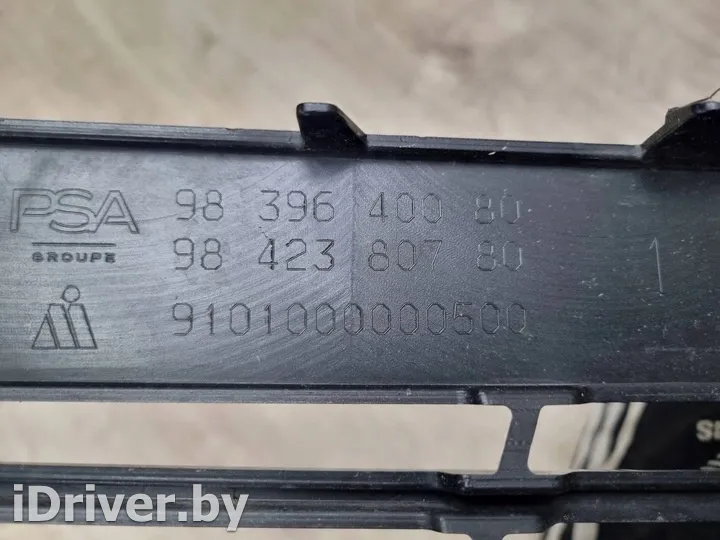 PSA 98 396 400 80
GROUPE 98 423 807 80 1
9101000000500
iDriver.by